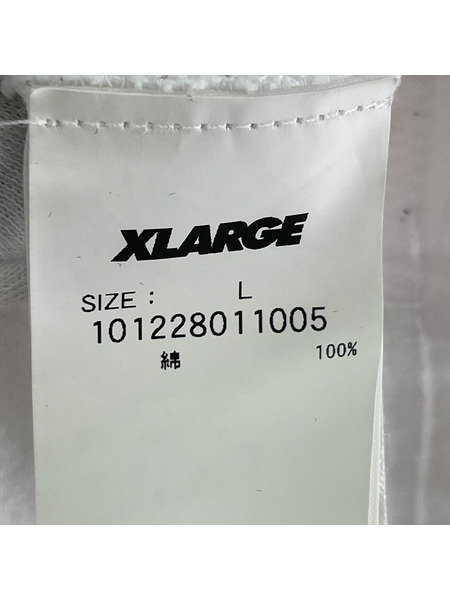 XLARGE
SIZE : L
101228011005
綿 100%